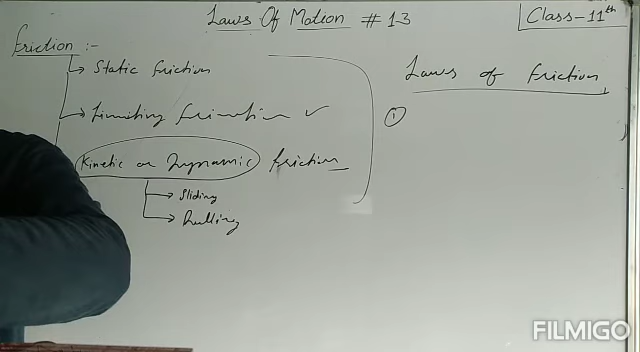 Laws Of Motion # 13
Class-11th
Friction :-
→ Static friction
→ Limiting friction ✓
Kinetic or Dynamic friction
→ Sliding
→ Rolling
Laws of friction
①
FILMIGO